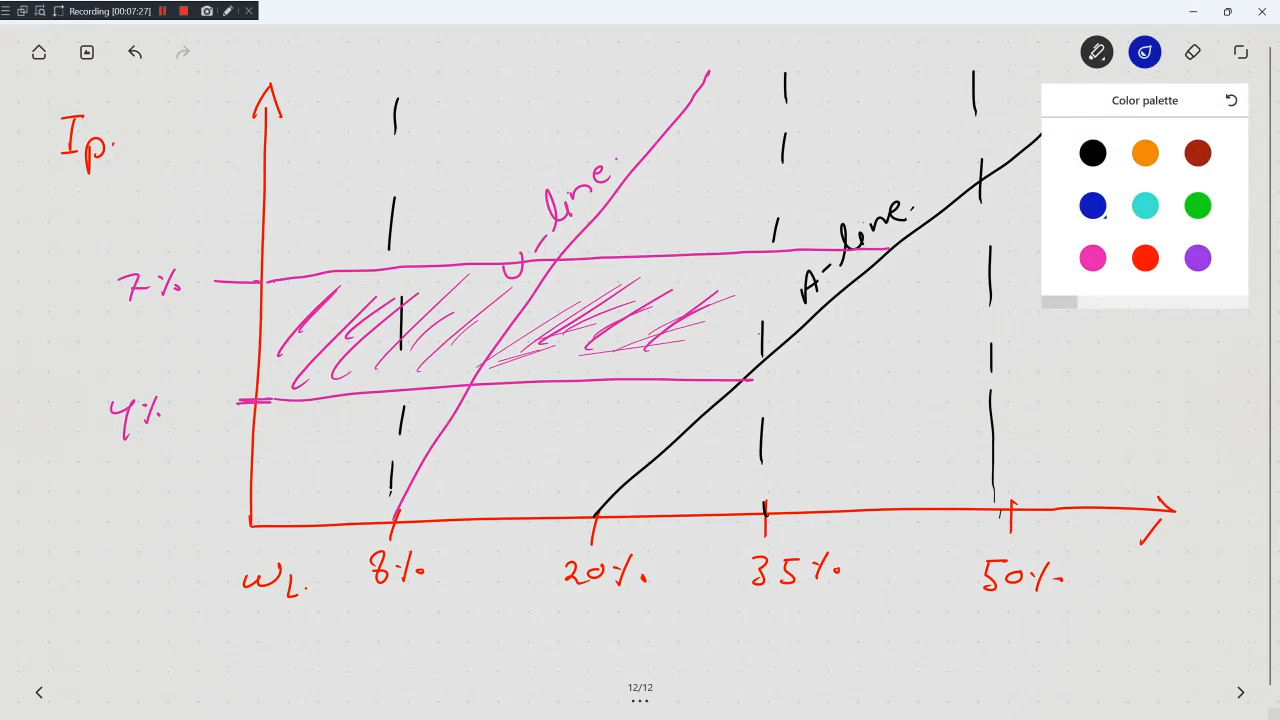 Recording [00:07:27]
Color palette
Ip.
U-line.
A-line.
7%
4%
WL. 8% 20% 35% 50%
12/12